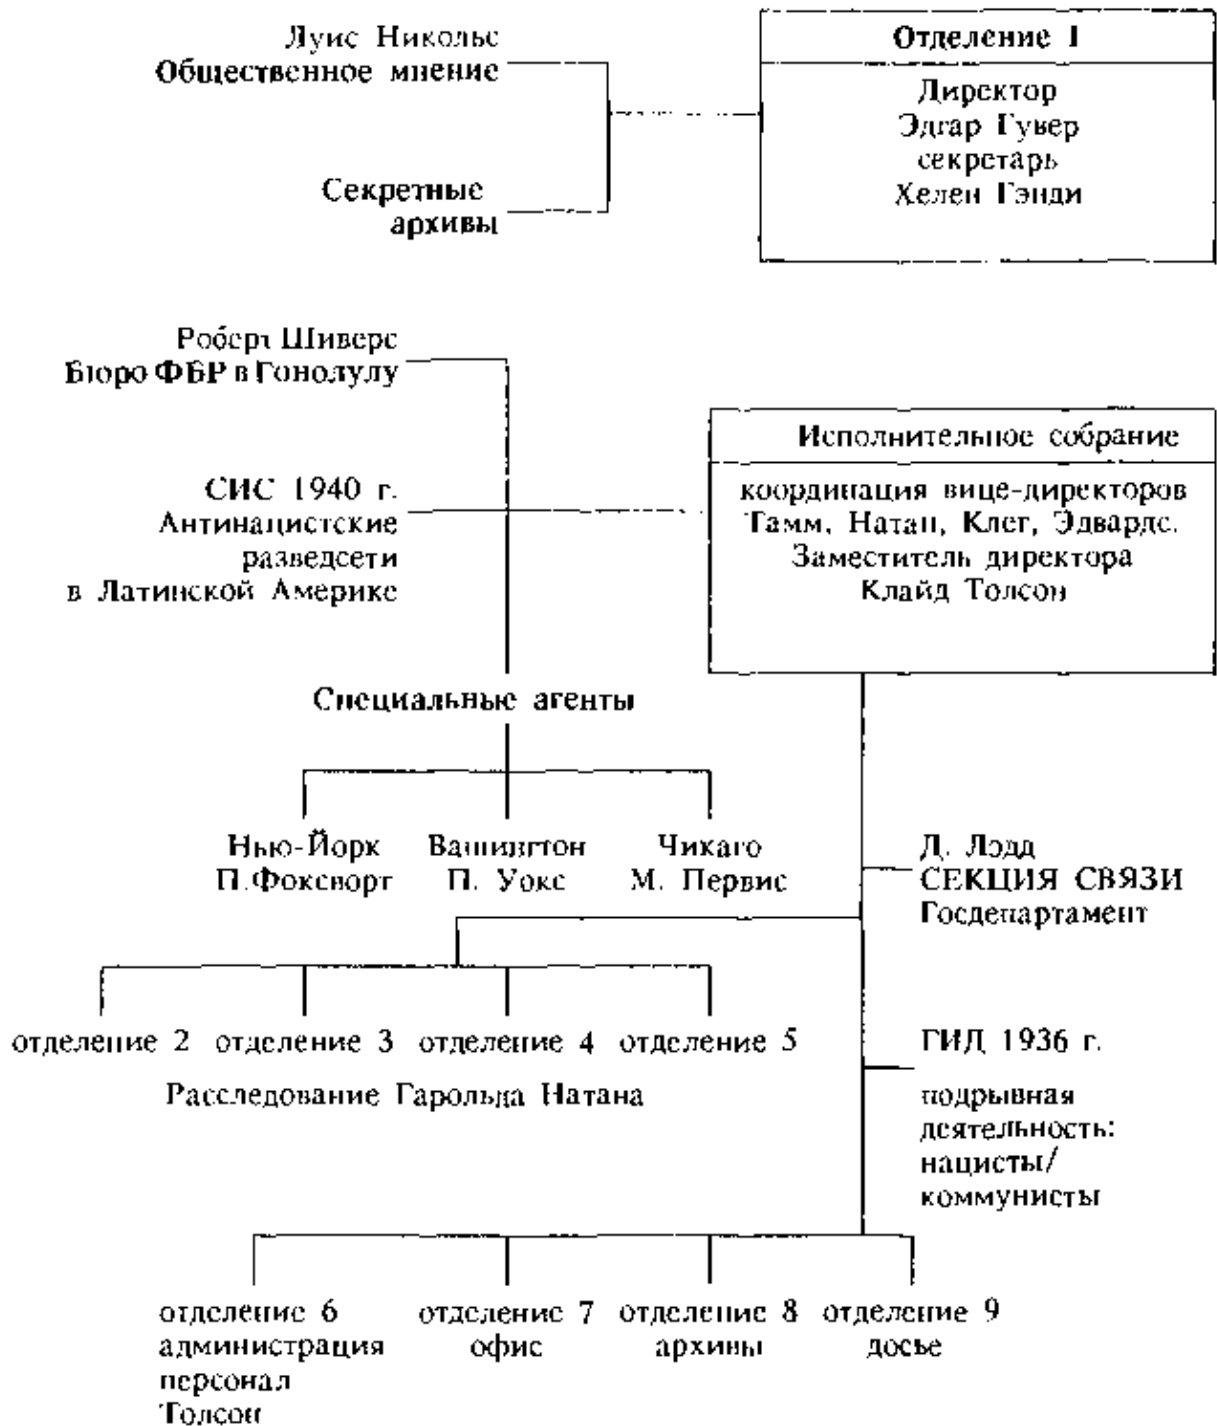 Луис Никольс
Общественное мнение
Секретные
архивы
Отделение I
Директор
Эдгар Гувер
секретарь
Хелен Гэнди
Роберт Шиверс
Бюро ФБР в Гонолулу
СИС 1940 г.
Антинацистские
разведсети
в Латинской Америке
Исполнительное собрание
координация вице-директоров
Тамм, Натан, Клег, Эдвардс.
Заместитель директора
Клайд Толсон
Специальные агенты
Нью-Йорк
П.Фоксворт
Вашингтон
П. Уокс
Чикаго
М. Первис
Д. Лэдд
СЕКЦИЯ СВЯЗИ
Госдепартамент
отделение 2
отделение 3
отделение 4
отделение 5
Расследование Гарольда Натана
ГИД 1936 г.
подрывная
деятельность:
нацисты/
коммунисты
отделение 6
администрация
персонал
Толсон
отделение 7
офис
отделение 8
архивы
отделение 9
досье